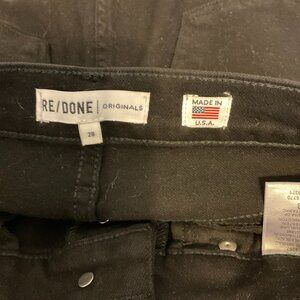 RE/DONE | ORIGINALS
28
MADE IN
U.S.A.